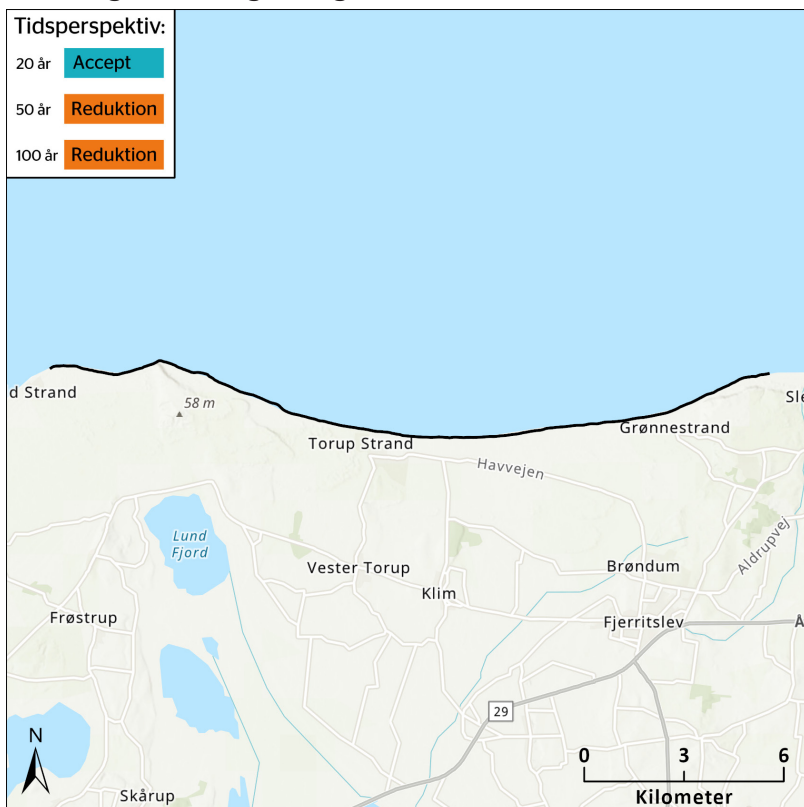 Tidsperspektiv:
20 år Accept
50 år Reduktion
100 år Reduktion
d Strand
58 m
Torup Strand
Grønnestrand
Sle
Havvejen
Lund
Fjord
Aldrupvej
Vester Torup
Brøndum
Klim
Frøstrup
Fjerritslev
Å
29
N
0 3 6
Kilometer
Skårup